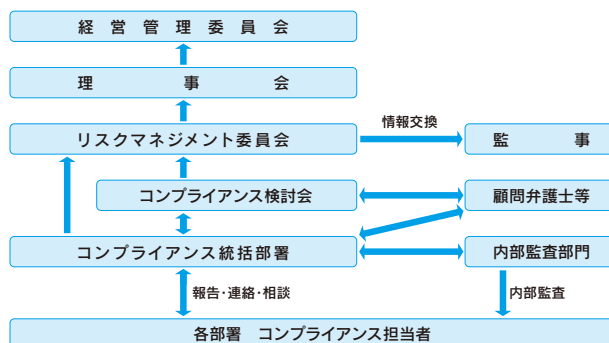 経営管理委員会
理事会
リスクマネジメント委員会
情報交換
監事
コンプライアンス検討会
顧問弁護士等
コンプライアンス統括部署
内部監査部門
報告・連絡・相談
内部監査
各部署 コンプライアンス担当者